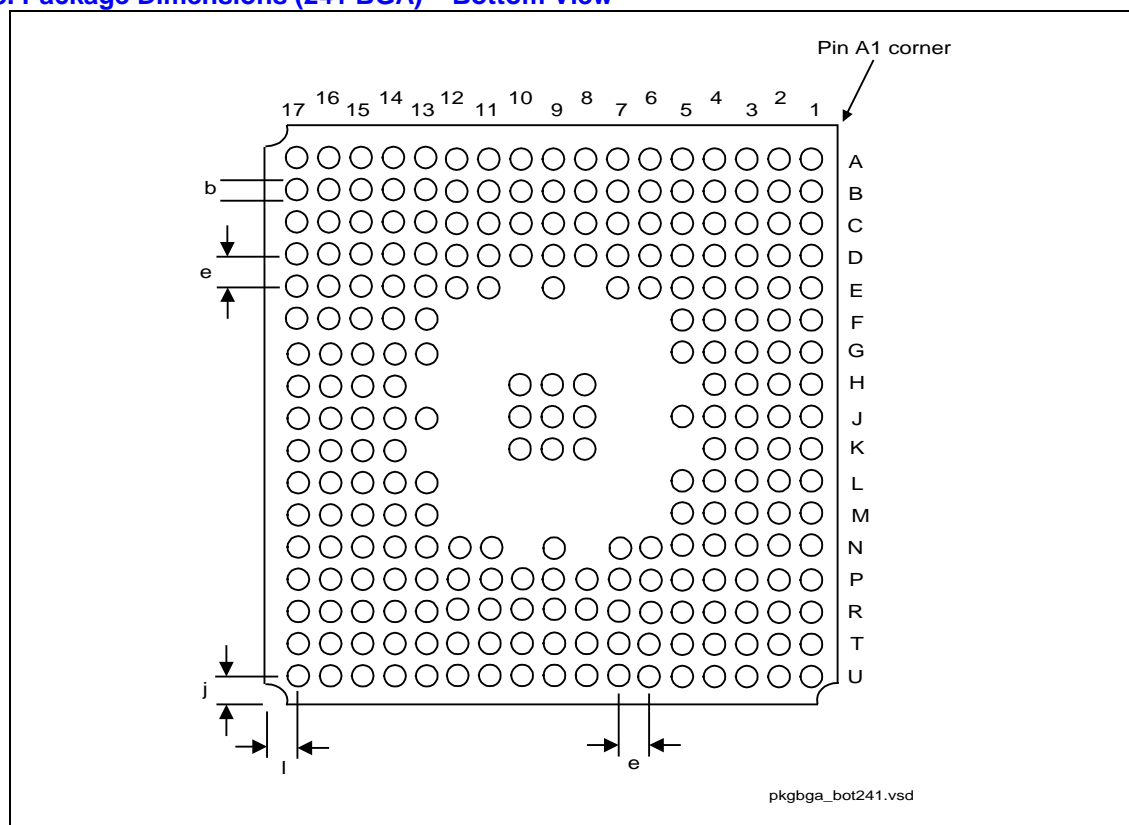 Package Dimensions (241 BGA) – Bottom View
Pin A1 corner
17 16 15 14 13 12 11 10 9 8 7 6 5 4 3 2 1
A
b
B
C
D
e
E
F
G
H
J
K
L
M
N
P
R
T
U
j
l
e
pkgbga_bot241.vsd